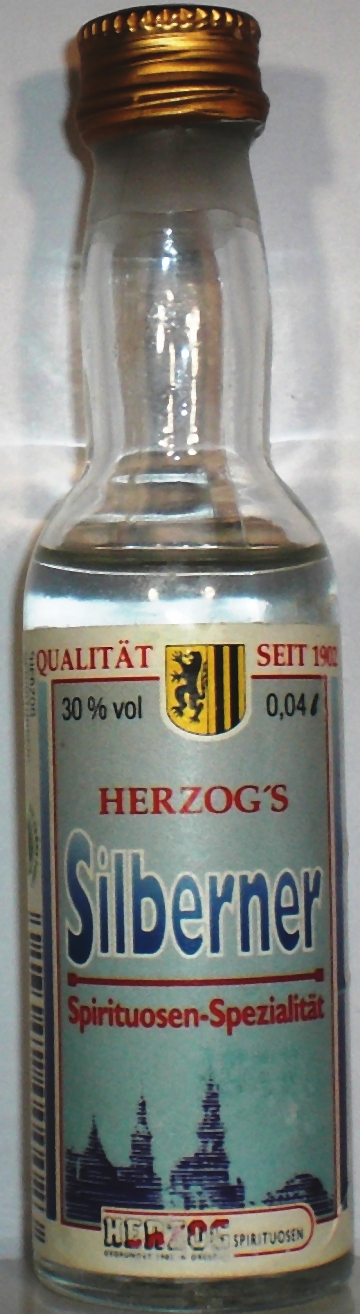 QUALITÄT SEIT 1902
30 % vol 0,04 l
HERZOG'S
Silberner
Spirituosen-Spezialität
HERZOG SPIRITUOSEN